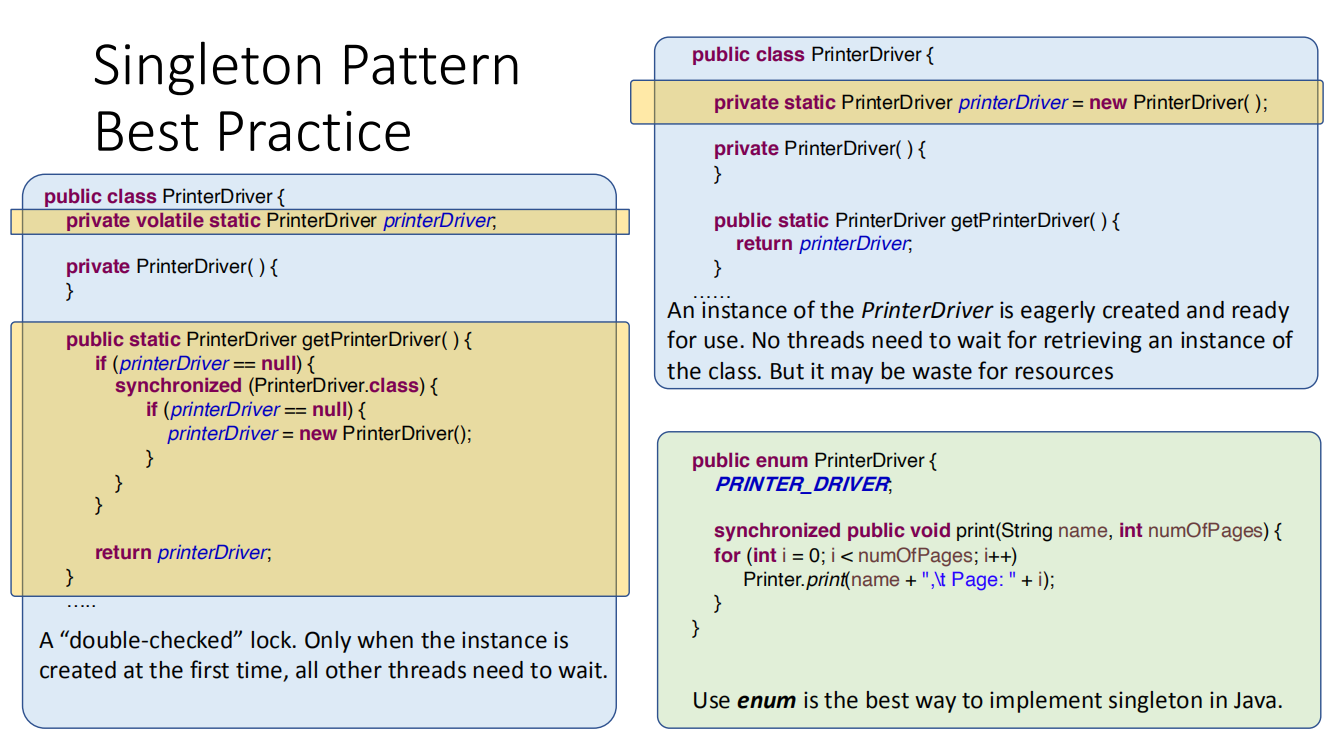 Singleton Pattern
Best Practice
public class PrinterDriver {
private volatile static PrinterDriver printerDriver;
private PrinterDriver( ) {
}
public static PrinterDriver getPrinterDriver( ) {
if (printerDriver == null) {
synchronized (PrinterDriver.class) {
if (printerDriver == null) {
printerDriver = new PrinterDriver();
}
}
}
return printerDriver;
}
.....
A “double-checked” lock. Only when the instance is
created at the first time, all other threads need to wait.
public class PrinterDriver {
private static PrinterDriver printerDriver = new PrinterDriver( );
private PrinterDriver( ) {
}
public static PrinterDriver getPrinterDriver( ) {
return printerDriver;
}
......
An instance of the PrinterDriver is eagerly created and ready
for use. No threads need to wait for retrieving an instance of
the class. But it may be waste for resources
public enum PrinterDriver {
PRINTER_DRIVER;
synchronized public void print(String name, int numOfPages) {
for (int i = 0; i < numOfPages; i++)
Printer.print(name + ",\t Page: " + i);
}
}
Use enum is the best way to implement singleton in Java.